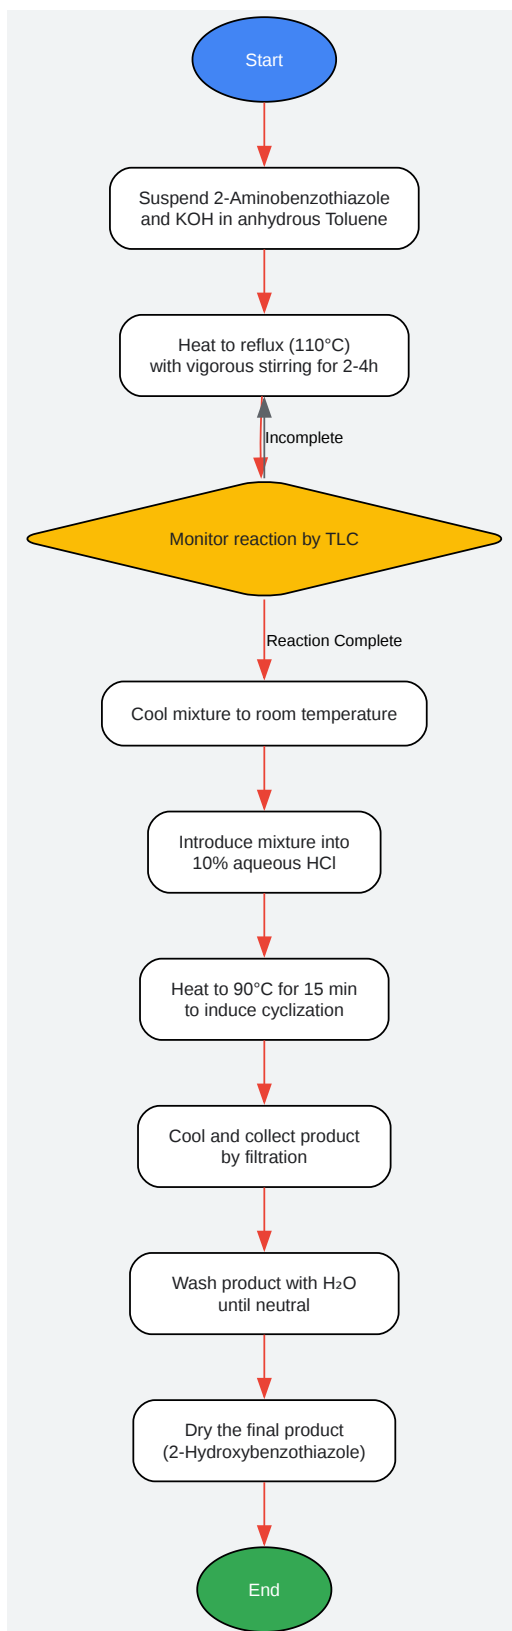 Start
Suspend 2-Aminobenzothiazole
and KOH in anhydrous Toluene
Heat to reflux (110°C)
with vigorous stirring for 2-4h
Incomplete
Monitor reaction by TLC
Reaction Complete
Cool mixture to room temperature
Introduce mixture into
10% aqueous HCl
Heat to 90°C for 15 min
to induce cyclization
Cool and collect product
by filtration
Wash product with H₂O
until neutral
Dry the final product
(2-Hydroxybenzothiazole)
End